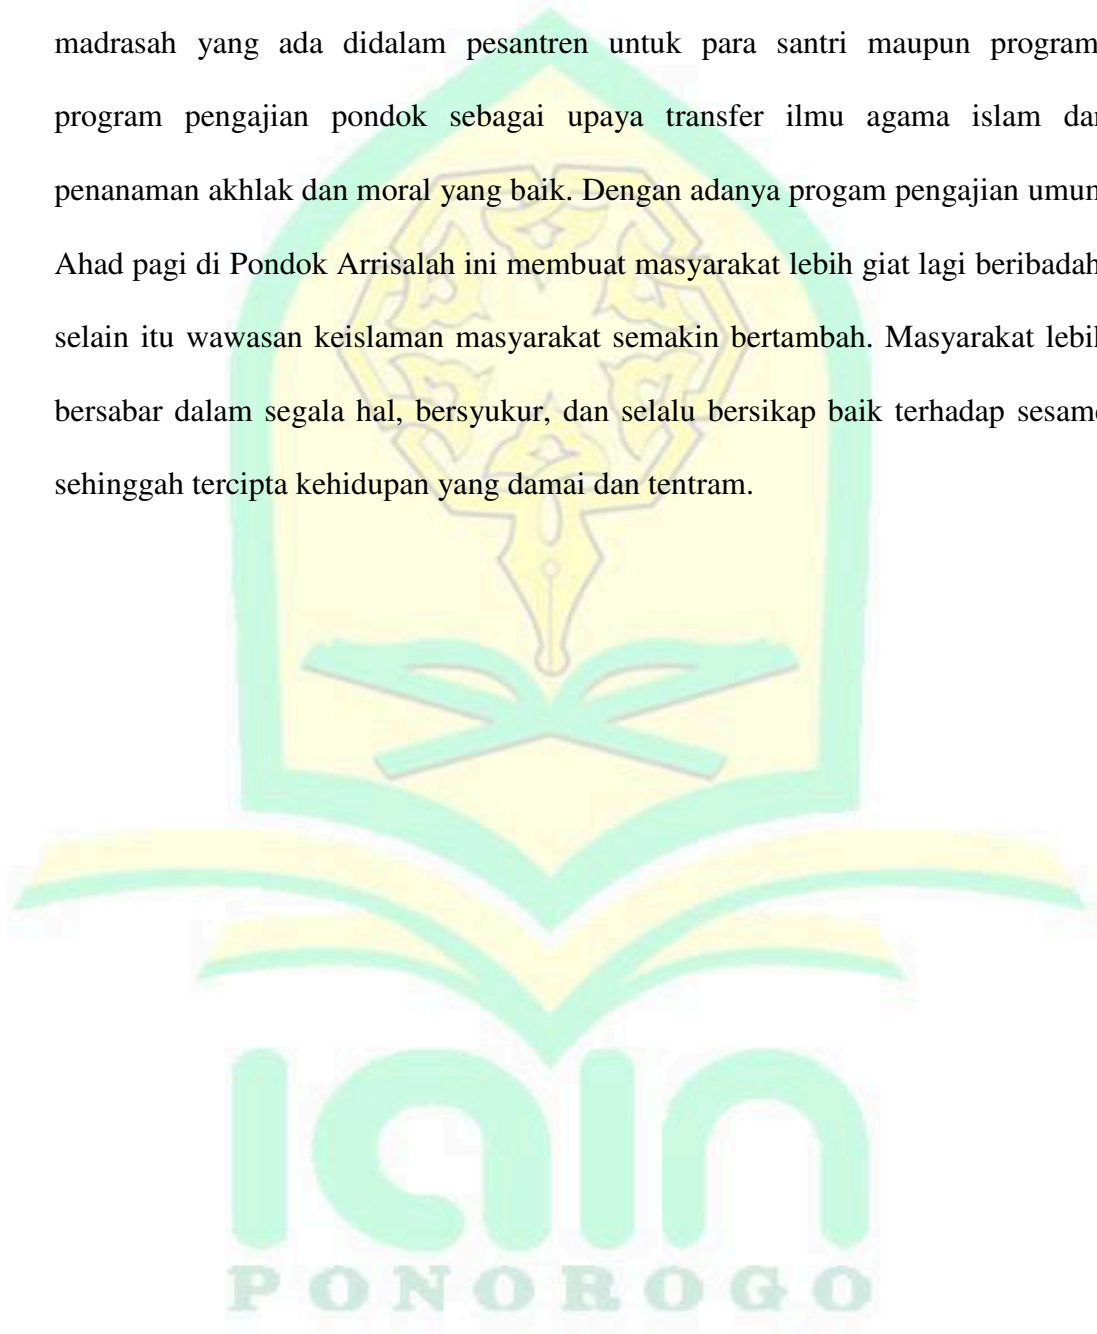 madrasah yang ada didalam pesantren untuk para santri maupun program
program pengajian pondok sebagai upaya transfer ilmu agama islam dan
penanaman akhlak dan moral yang baik. Dengan adanya progam pengajian umum
Ahad pagi di Pondok Arrisalah ini membuat masyarakat lebih giat lagi beribadah
selain itu wawasan keislaman masyarakat semakin bertambah. Masyarakat lebih
bersabar dalam segala hal, bersyukur, dan selalu bersikap baik terhadap sesame
sehinggah tercipta kehidupan yang damai dan tentram.
iain
PONOROGO